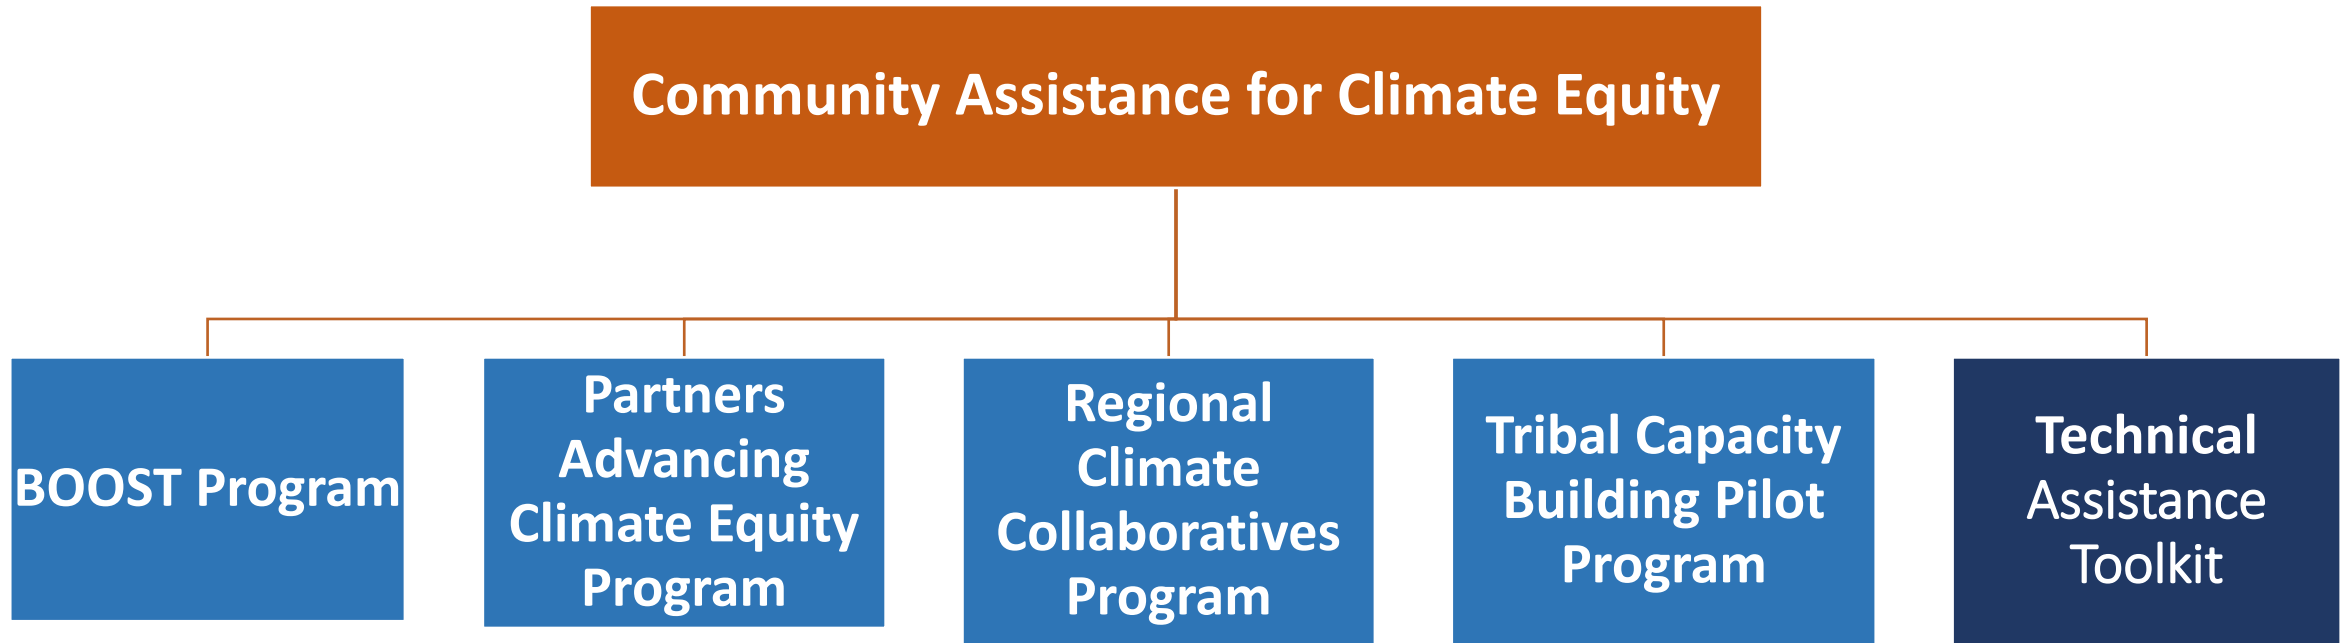 Community Assistance for Climate Equity
BOOST Program
Partners
Advancing
Climate Equity
Program
Regional
Climate
Collaboratives
Program
Tribal Capacity
Building Pilot
Program
Technical
Assistance
Toolkit